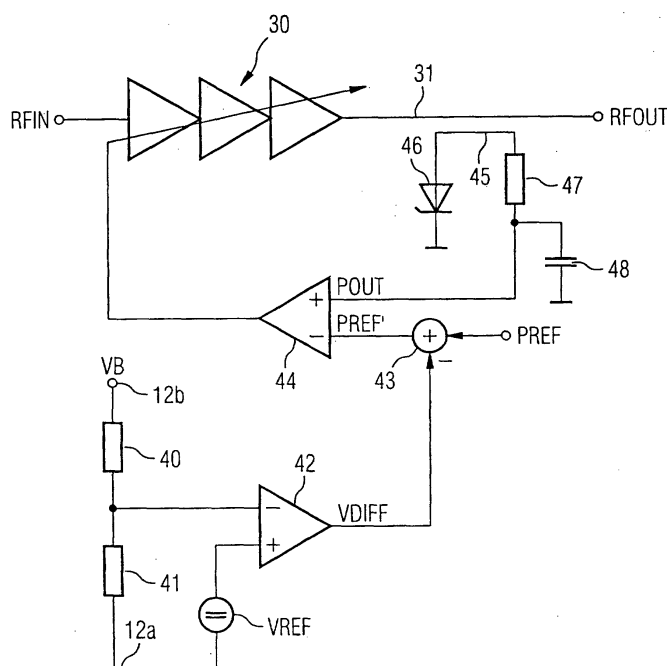 30
RFIN
31
RFOUT
46
45
47
48
POUT
+
PREF'
−
44
+
43
PREF
−
VB
12b
40
42
−
VDIFF
+
41
12a
=
VREF